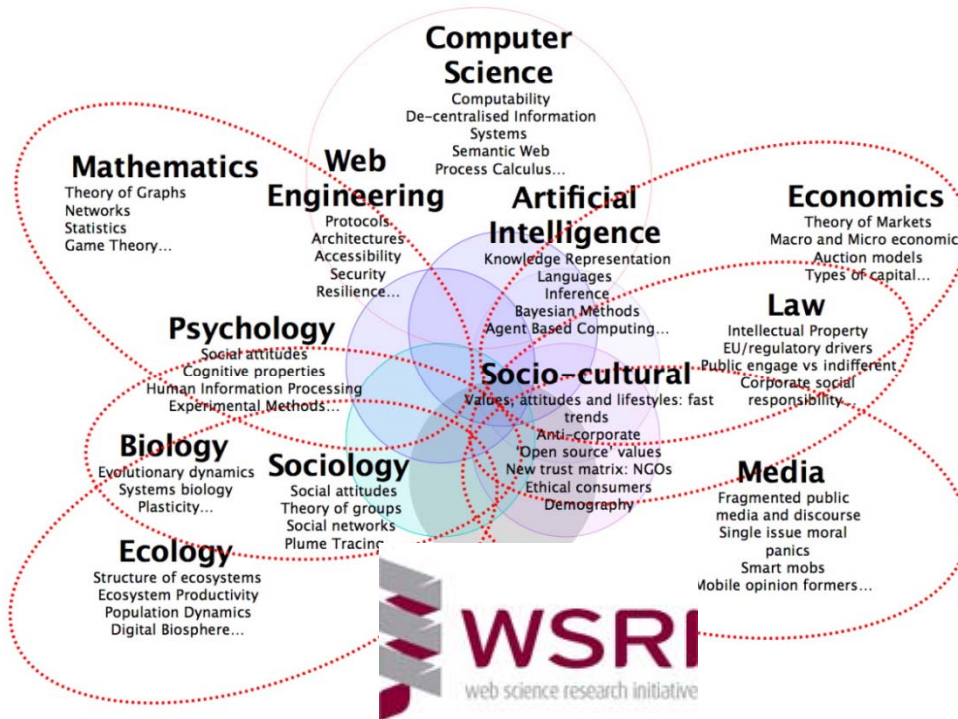 Computer
Science
Computability
De-centralised Information
Systems
Semantic Web
Process Calculus...
Mathematics
Theory of Graphs
Networks
Statistics
Game Theory...
Web
Engineering
Protocols
Architectures
Accessibility
Security
Resilience...
Artificial
Intelligence
Knowledge Representation
Languages
Inference
Bayesian Methods
Agent Based Computing...
Economics
Theory of Markets
Macro and Micro economic
Auction models
Types of capital...
Law
Intellectual Property
EU/regulatory drivers
Public engage vs indifferent
Corporate social
responsibility...
Psychology
Social attitudes
Cognitive properties
Human Information Processing
Experimental Methods...
Socio-cultural
Values, attitudes and lifestyles: fast
trends
Anti-corporate
'Open source' values
New trust matrix: NGOs
Ethical consumers
Demography
Biology
Evolutionary dynamics
Systems biology
Plasticity...
Sociology
Social attitudes
Theory of groups
Social networks
Plume Tracing
Media
Fragmented public
media and discourse
Single issue moral
panics
Smart mobs
Mobile opinion formers...
Ecology
Structure of ecosystems
Ecosystem Productivity
Population Dynamics
Digital Biosphere...
WSRI
web science research initiative